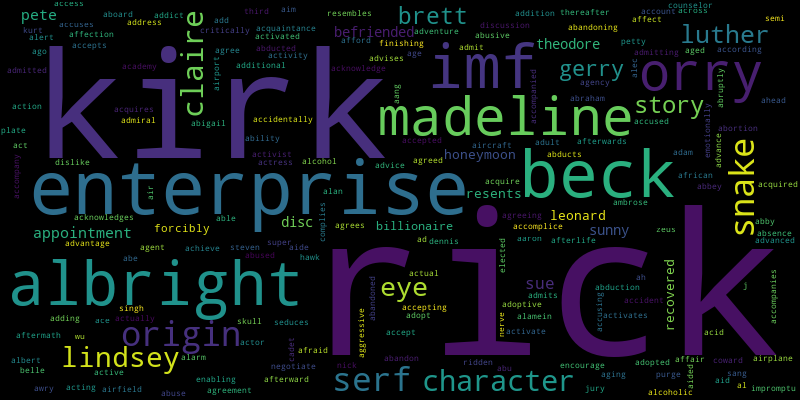 access
pete
aboard
addict
kurt
accuses
address
alert
affection
ago
accepts
academy
claire
airport
add
acquaintance
critically
activated
agree
abducted
activity
additional
third
aim
resembles
brett
befriended
adventure
abusive
afford
finishing
admit
advises
age
acknowledge
discussion
addition
thereafter
abandoning
theodore
account
across
counselor
semi
affect
luther
petty
aged
according
admitting
alec
abruptly
kirk
admitted
imf
gerry
orry
agency
action
acquires
admiral
accidentally
abigail
ability
aang
madeline
accompanied
abraham
story
accused
ahead
plate
act
activist
actress
alcohol
accepted
advice
agreed
honeymoon
aircraft
adult
afterwards
abducts
adam
emotionally
advance
abortion
snake
accompany
dislike
enterprise
air
alan
acquire
resents
beck
african
abbey
acquired
ambrose
acknowledges
able
disc
complies
agrees
billionaire
agreeing
accomplice
leonard
sunny
zeus
abby
absence
advanced
appointment
forcibly
advantage
agent
achieve
steven
super
aide
ad
dennis
elected
aaron
afterlife
abe
abused
hawk
albright
rick
abandoned
actual
eye
accepting
adopt
sue
admits
adoptive
alamein
abduction
ah
accident
accusing
activates
recovered
j
accompanies
adding
ace
singh
actually
skull
seduces
aggressive
accept
nerve
activate
acid
aftermath
wu
origin
actor
cadet
afraid
abandon
ridden
albert
belle
lindsey
alarm
negotiate
nick
abu
encourage
adopted
affair
coward
airplane
awry
acting
active
airfield
abuse
enabling
agreement
afterward
serf
character
aging
jury
purge
alcoholic
aided
aid
sang
al
impromptu